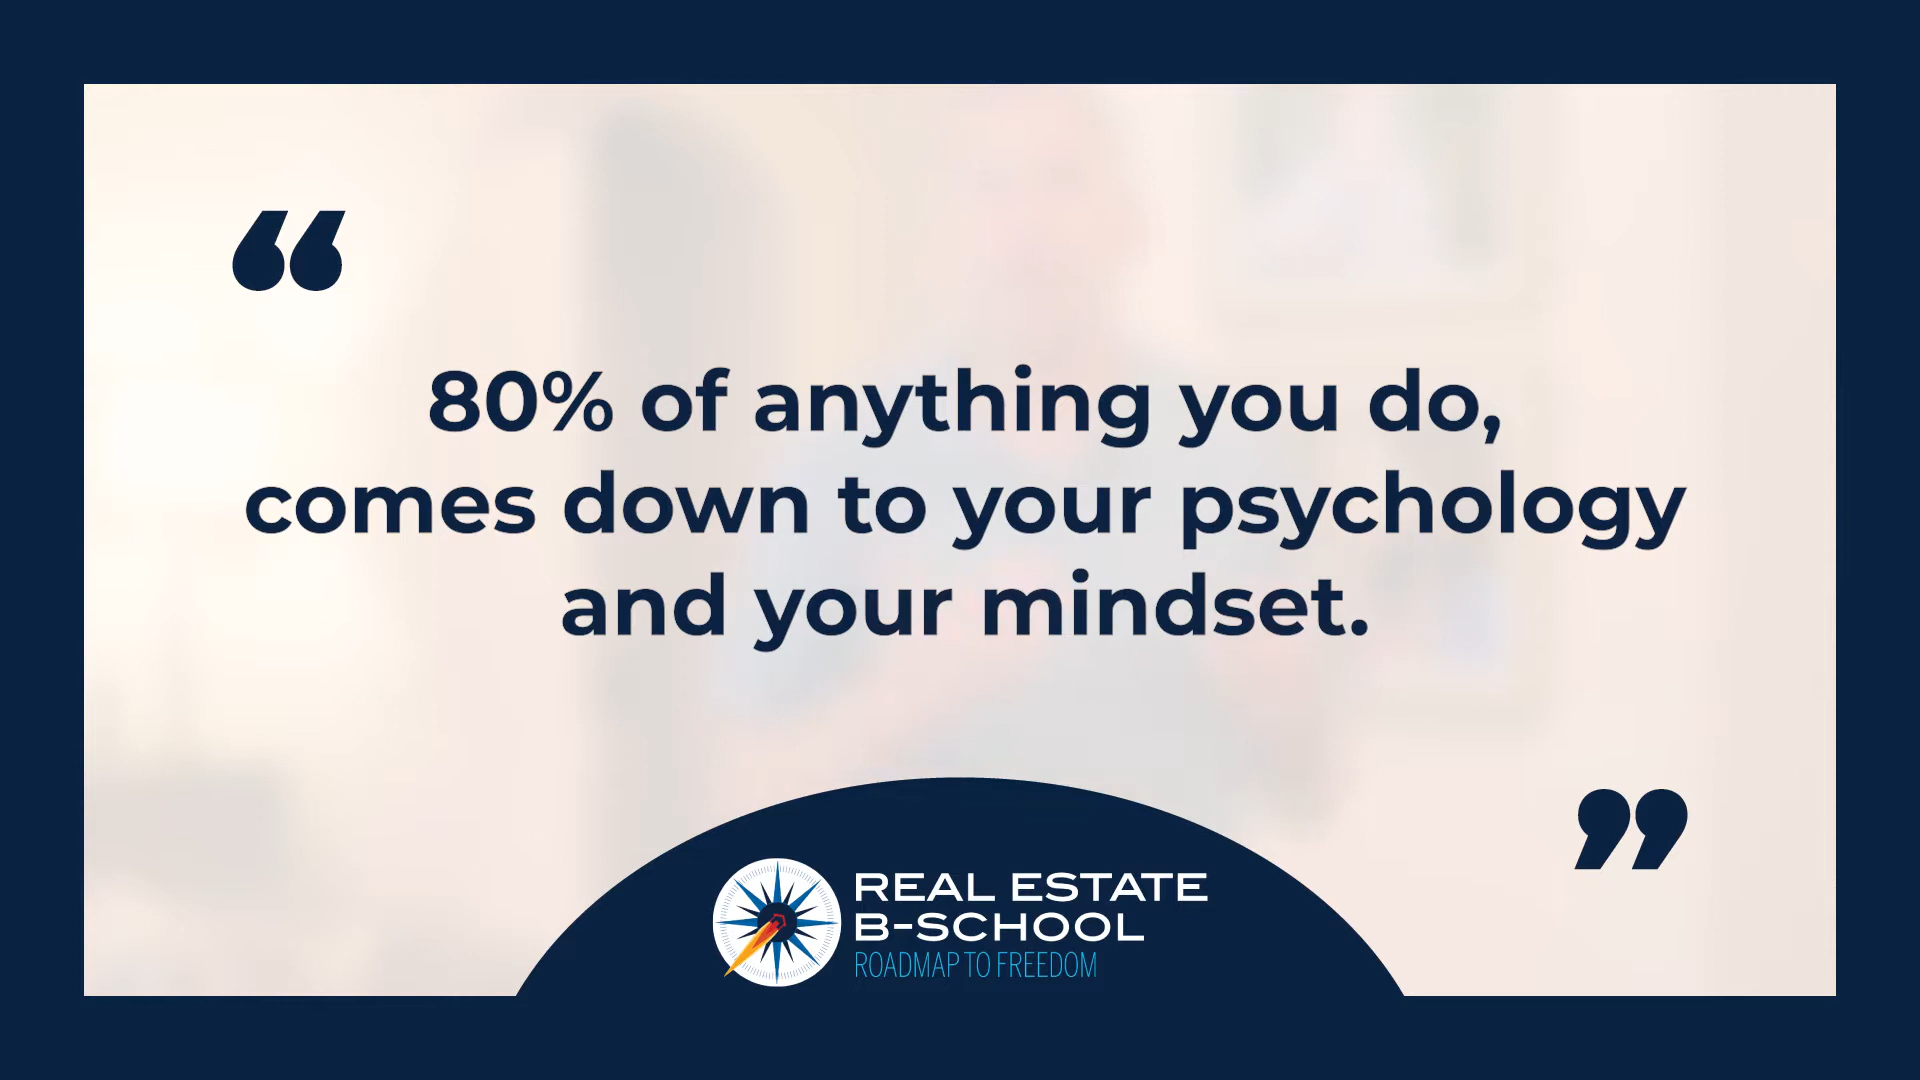 “
80% of anything you do,
comes down to your psychology
and your mindset.
”
REAL ESTATE
B-SCHOOL
ROADMAP TO FREEDOM